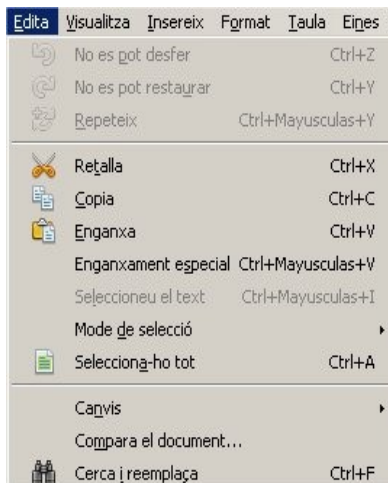 Edita Visualitza Insereix Format Taula Eines
No es pot desfer Ctrl+Z
No es pot restaurar Ctrl+Y
Repeteix Ctrl+Mayusculas+Y
Retalla Ctrl+X
Copia Ctrl+C
Enganxa Ctrl+V
Enganxament especial Ctrl+Mayusculas+V
Seleccioneu el text Ctrl+Mayusculas+I
Mode de selecció
Selecciona-ho tot Ctrl+A
Canvis
Compara el document...
Cerca i reemplaça Ctrl+F